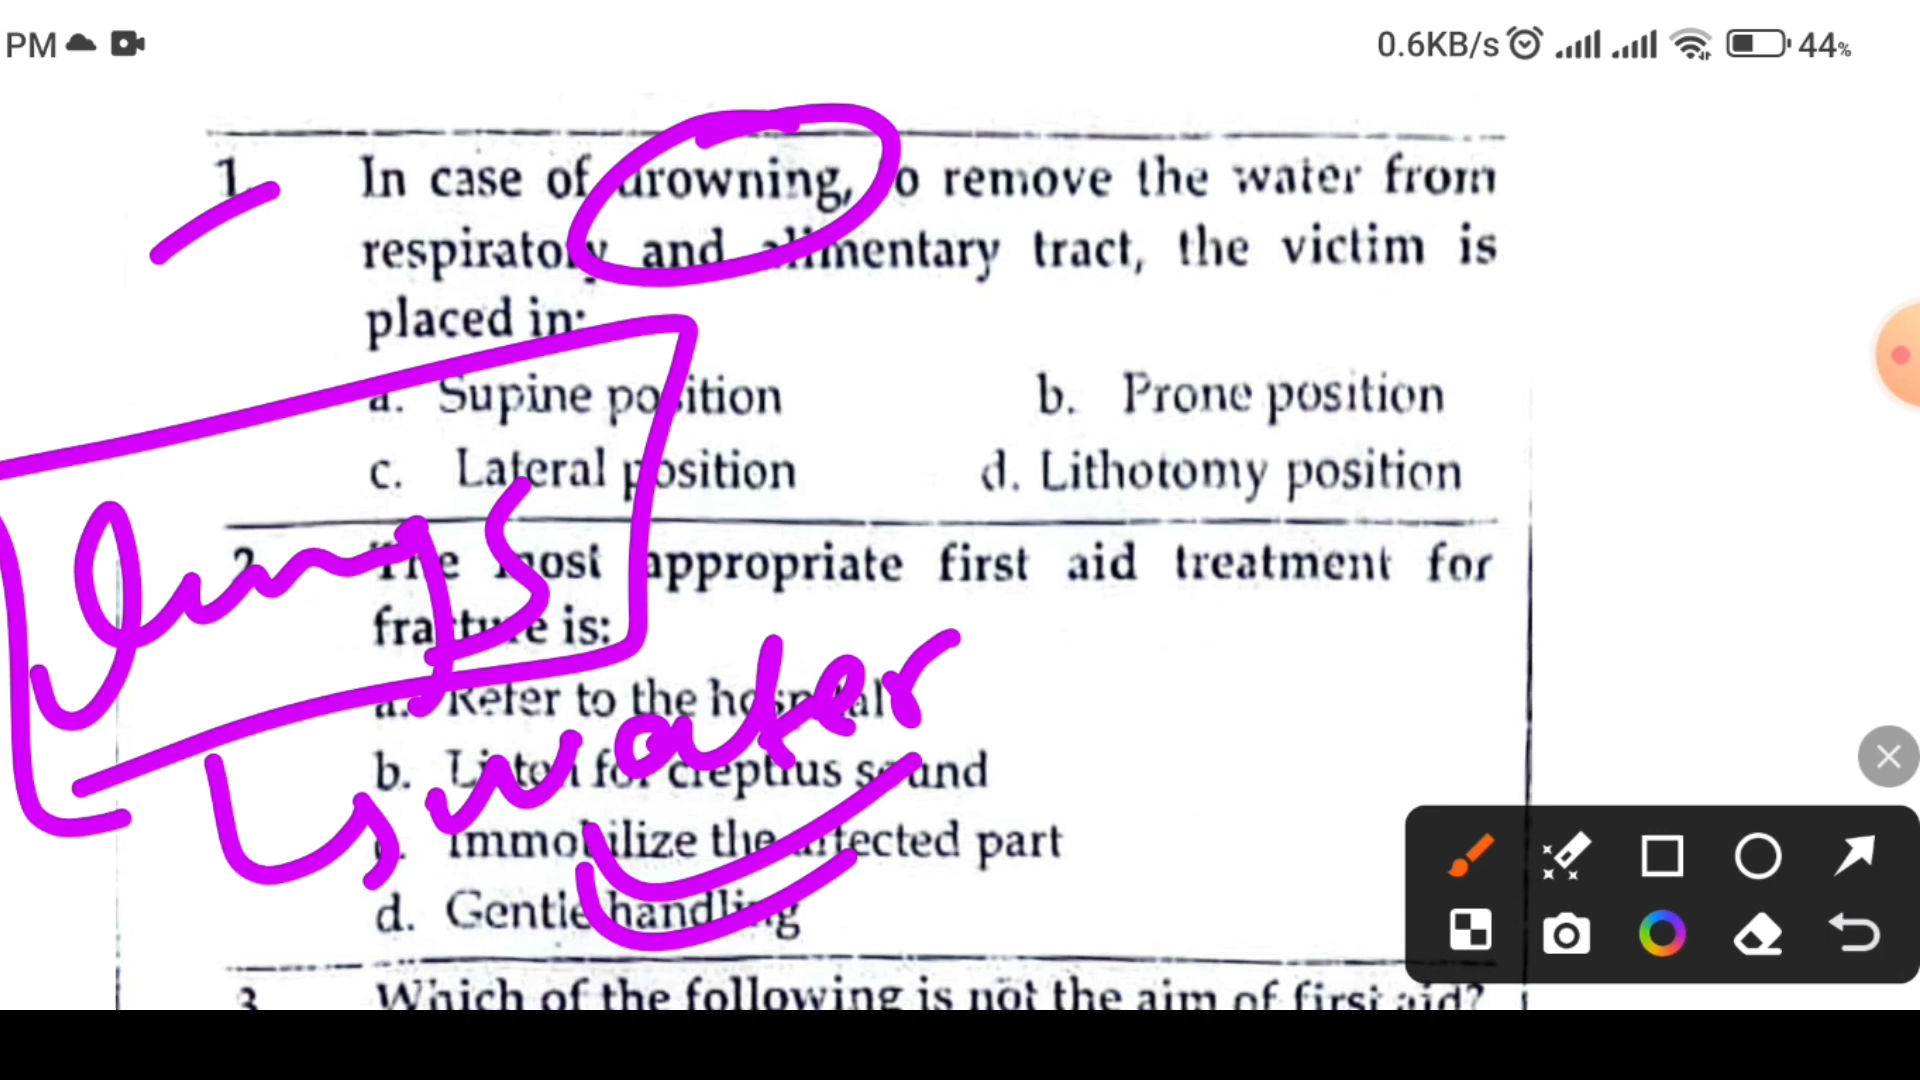 PM 0.6KB/s 44%
1. In case of drowning, to remove the water from
respiratory and alimentary tract, the victim is
placed in:
a. Supine position b. Prone position
c. Lateral position d. Lithotomy position
lungs
2. The most appropriate first aid treatment for
fracture is:
a. Refer to the hospital
water
b. Listen for creptius sound
c. Immobilize the affected part
d. Gentle handling
3. Which of the following is not the aim of first aid?